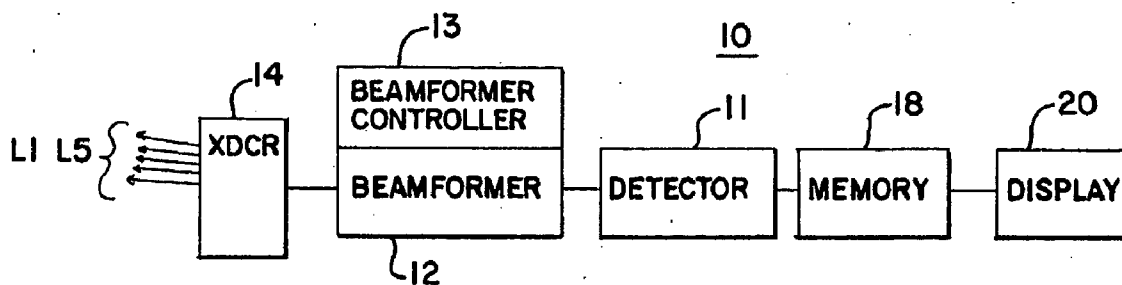 10
13
14
11
18
20
L1 L5
XDCR
BEAMFORMER
CONTROLLER
BEAMFORMER
DETECTOR
MEMORY
DISPLAY
12